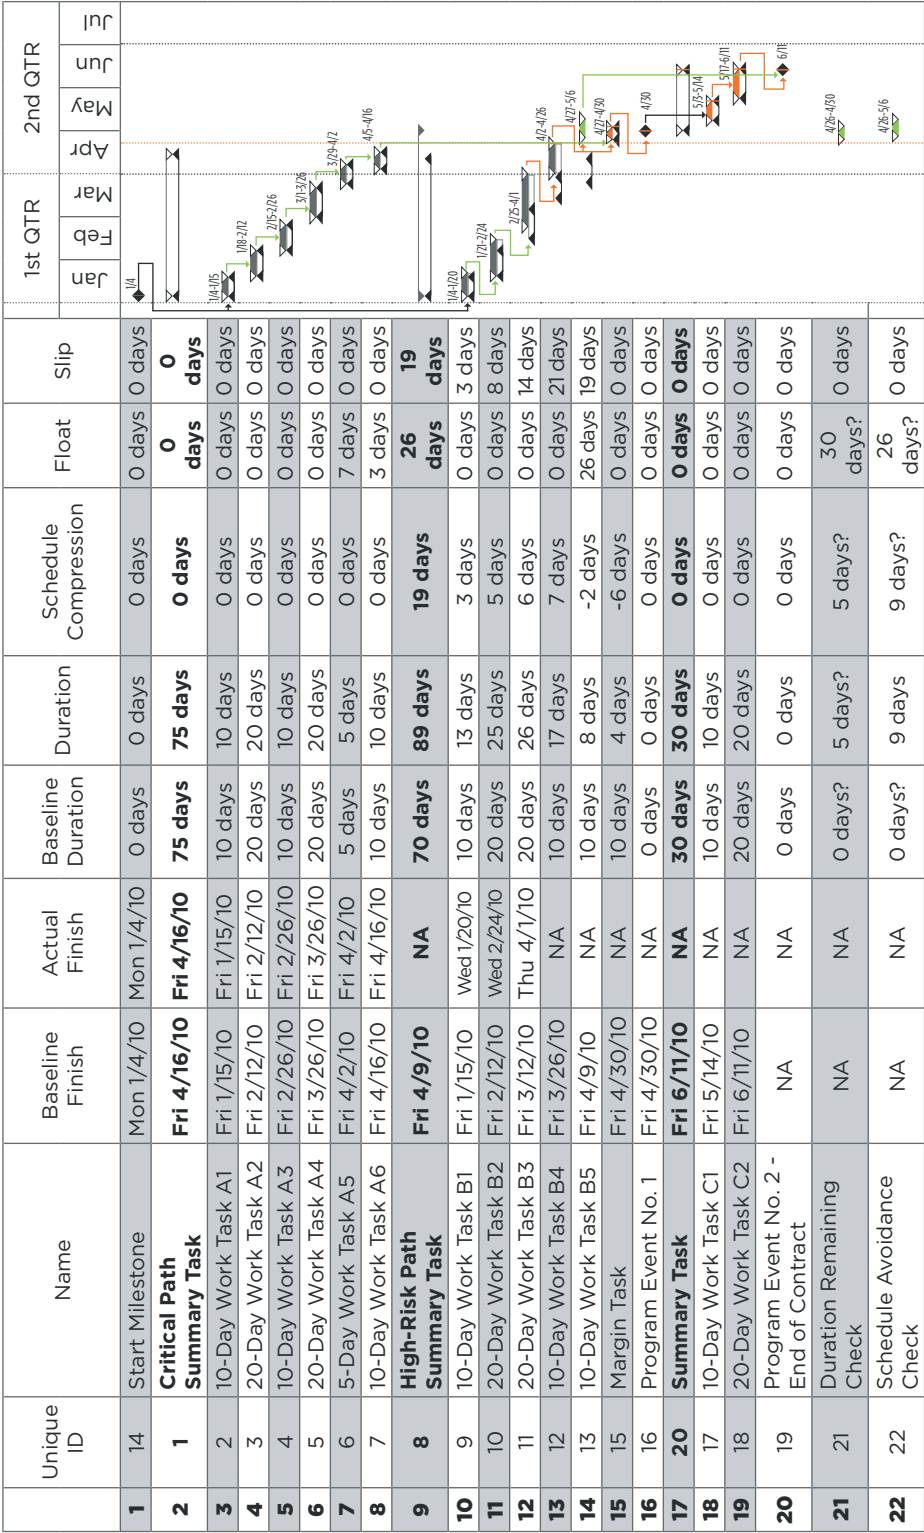 Unique ID Name Baseline Finish Actual Finish Baseline Duration Duration Schedule Compression Float Slip 1st QTR 2nd QTR
Jan Feb Mar Apr May Jun Jul
1 14 Start Milestone Mon 1/4/10 Mon 1/4/10 0 days 0 days 0 days 0 days 0 days 1/4
2 1 Critical Path Summary Task Fri 4/16/10 Fri 4/16/10 75 days 75 days 0 days 0 days 0 days
3 2 10-Day Work Task A1 Fri 1/15/10 Fri 1/15/10 10 days 10 days 0 days 0 days 0 days 1/4-1/15
4 3 20-Day Work Task A2 Fri 2/12/10 Fri 2/12/10 20 days 20 days 0 days 0 days 0 days 1/18-2/12
5 4 10-Day Work Task A3 Fri 2/26/10 Fri 2/26/10 10 days 10 days 0 days 0 days 0 days 2/15-2/26
6 5 20-Day Work Task A4 Fri 3/26/10 Fri 3/26/10 20 days 20 days 0 days 0 days 0 days 3/1-3/26
7 6 5-Day Work Task A5 Fri 4/2/10 Fri 4/2/10 5 days 5 days 0 days 7 days 0 days 3/29-4/2
8 7 10-Day Work Task A6 Fri 4/16/10 Fri 4/16/10 10 days 10 days 0 days 3 days 0 days 4/5-4/16
9 8 High-Risk Path Summary Task Fri 4/9/10 NA 70 days 89 days 19 days 26 days 19 days
10 9 10-Day Work Task B1 Fri 1/15/10 Wed 1/20/10 10 days 13 days 3 days 0 days 3 days 1/4-1/20
11 10 20-Day Work Task B2 Fri 2/12/10 Wed 2/24/10 20 days 25 days 5 days 0 days 8 days 1/21-2/24
12 11 20-Day Work Task B3 Fri 3/12/10 Thu 4/1/10 20 days 26 days 6 days 0 days 14 days 2/25-4/1
13 12 10-Day Work Task B4 Fri 3/26/10 NA 10 days 17 days 7 days 0 days 21 days 4/2-4/26
14 13 10-Day Work Task B5 Fri 4/9/10 NA 10 days 8 days -2 days 26 days 19 days 4/27-5/6
15 15 Margin Task Fri 4/30/10 NA 10 days 4 days -6 days 0 days 0 days 4/27-4/30
16 16 Program Event No. 1 Fri 4/30/10 NA 0 days 0 days 0 days 0 days 0 days 4/30
17 20 Summary Task Fri 6/11/10 NA 30 days 30 days 0 days 0 days 0 days
18 17 10-Day Work Task C1 Fri 5/14/10 NA 10 days 10 days 0 days 0 days 0 days 5/3-5/14
19 18 20-Day Work Task C2 Fri 6/11/10 NA 20 days 20 days 0 days 0 days 0 days 5/17-6/11
20 19 Program Event No. 2 - End of Contract NA NA 0 days 0 days 0 days 0 days 0 days 6/11
21 21 Duration Remaining Check NA NA 0 days? 5 days? 5 days? 30 days? 0 days 4/26-4/30
22 22 Schedule Avoidance Check NA NA 0 days? 9 days 9 days? 26 days? 0 days 4/26-5/6